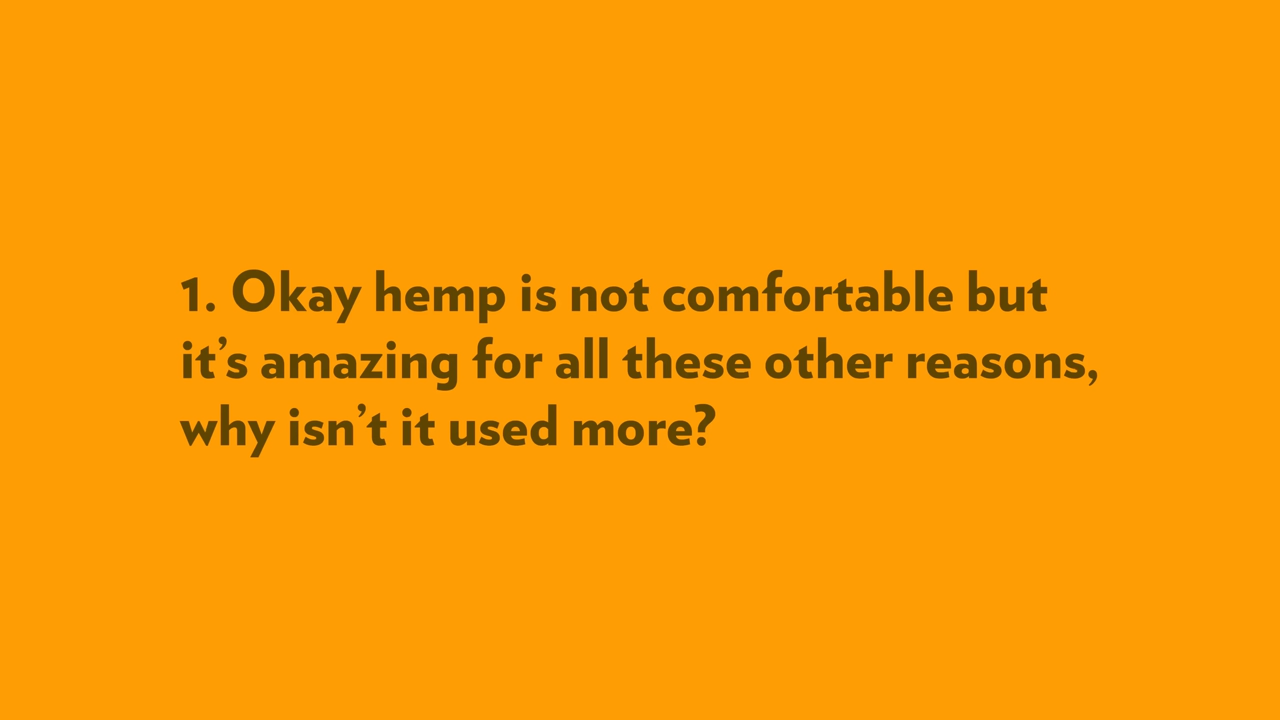 1. Okay hemp is not comfortable but
it’s amazing for all these other reasons,
why isn’t it used more?